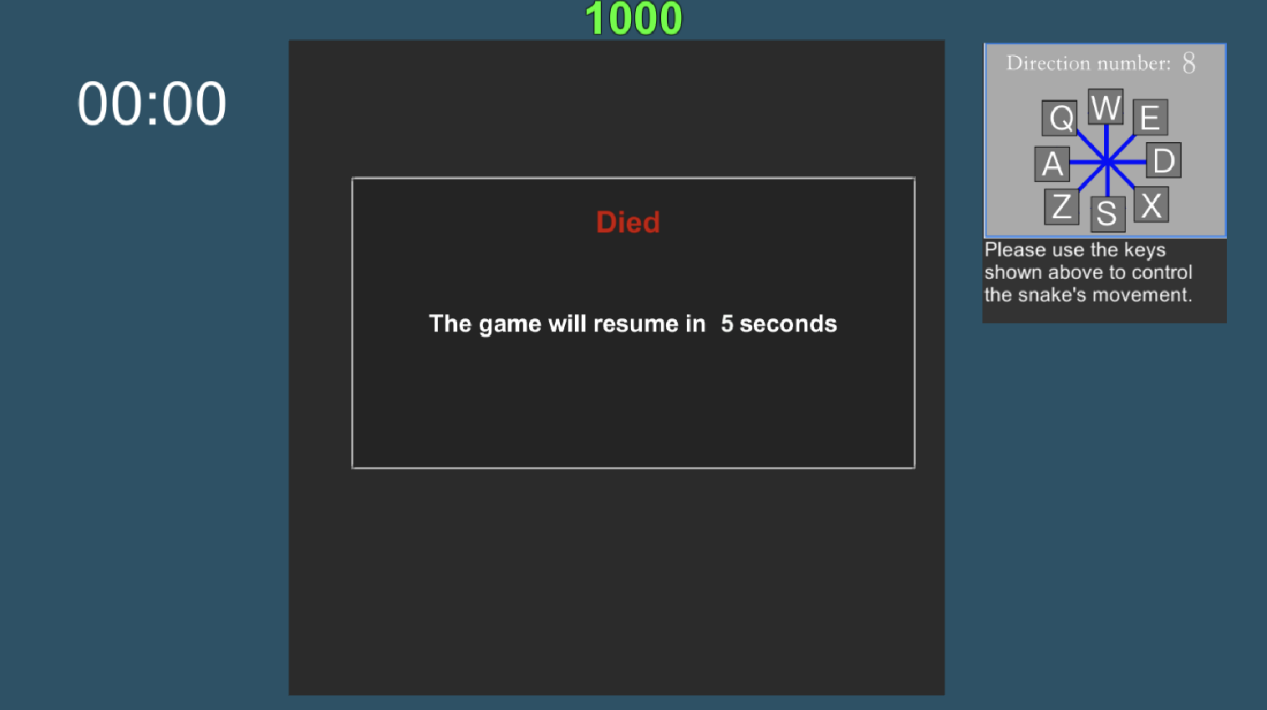 1000
00:00
Died
The game will resume in 5 seconds
Direction number: 8
Q W E
A D
Z S X
Please use the keys
shown above to control
the snake's movement.